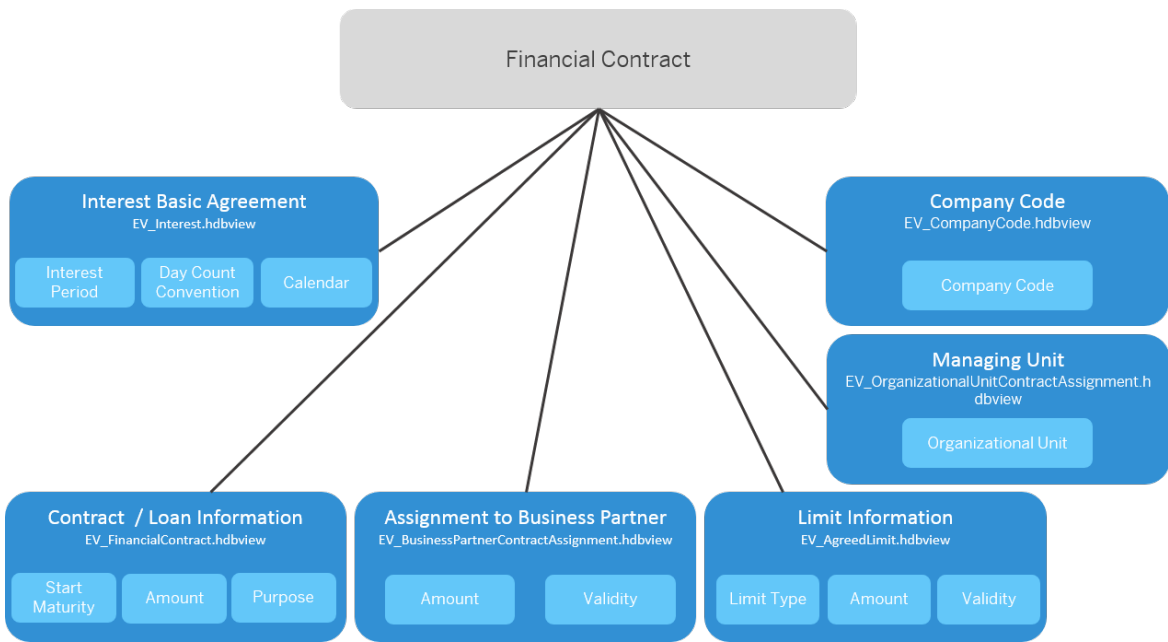 Financial Contract
Interest Basic Agreement
EV_Interest.hdbview
Interest
Period
Day Count
Convention
Calendar
Company Code
EV_CompanyCode.hdbview
Company Code
Managing Unit
EV_OrganizationalUnitContractAssignment.h
dbview
Organizational Unit
Contract / Loan Information
EV_FinancialContract.hdbview
Start
Maturity
Amount
Purpose
Assignment to Business Partner
EV_BusinessPartnerContractAssignment.hdbview
Amount
Validity
Limit Information
EV_AgreedLimit.hdbview
Limit Type
Amount
Validity